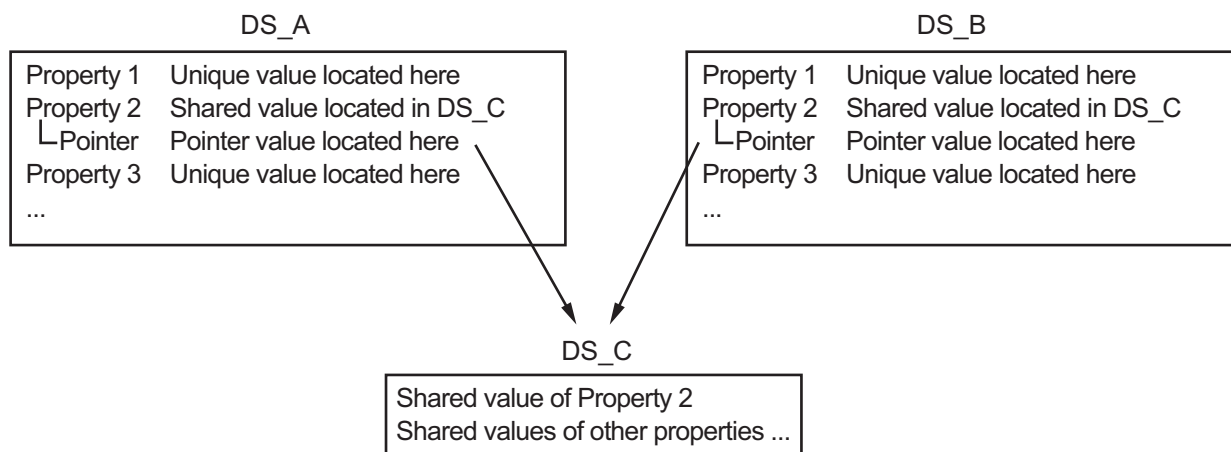 DS_A
Property 1 Unique value located here
Property 2 Shared value located in DS_C
Pointer Pointer value located here
Property 3 Unique value located here
...
DS_B
Property 1 Unique value located here
Property 2 Shared value located in DS_C
Pointer Pointer value located here
Property 3 Unique value located here
...
DS_C
Shared value of Property 2
Shared values of other properties ...